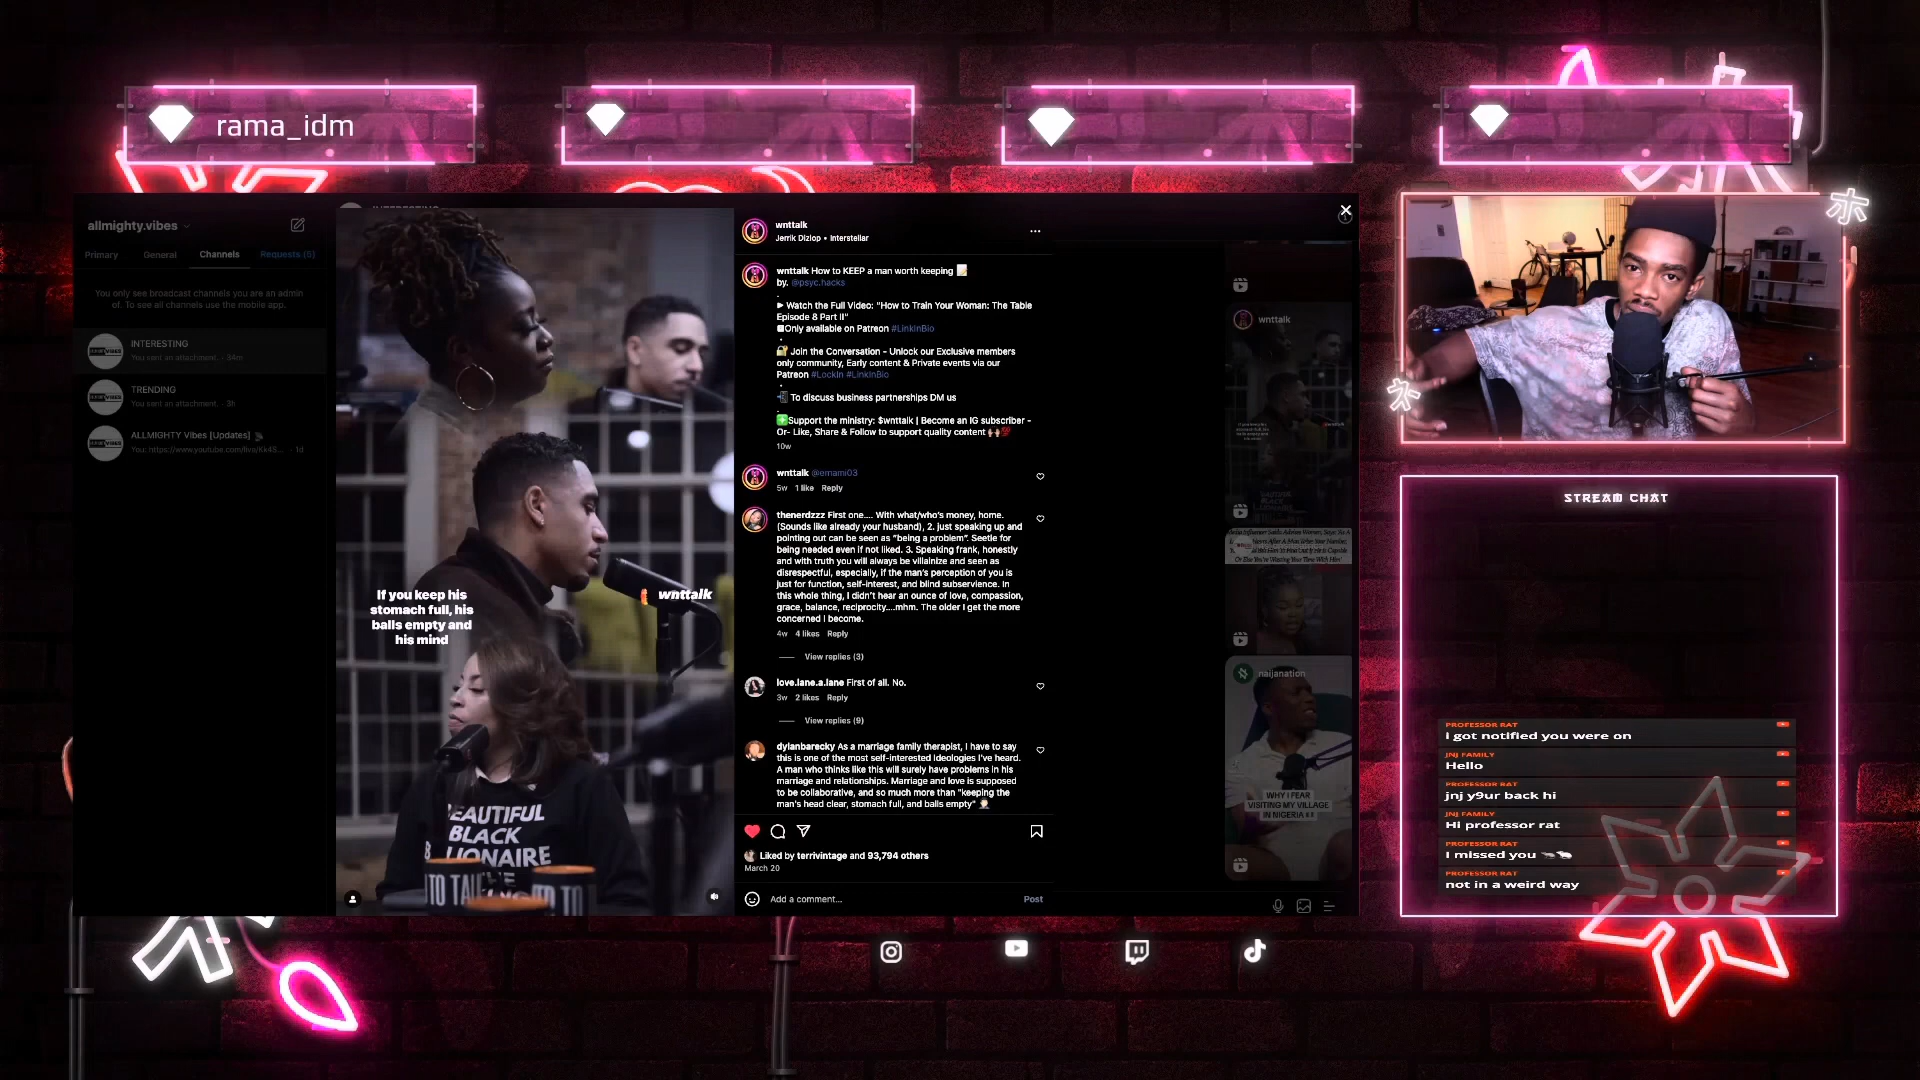 rama_idm
allmighty.vibes
Primary
General
Channels
Requests (5)
You only see broadcast channels you are an admin
of. To see all channels use the mobile app.
INTERESTING
You sent an attachment. · 34m
TRENDING
You sent an attachment. · 3h
ALLMIGHTY Vibes [Updates]
You: https://www.youtube.com/live/Kk4S... · 1d
If you keep his
stomach full, his
balls empty and
his mind
wnttalk
BEAUTIFUL
BLACK
wnttalk
Jerrik Dizlop • Interstellar
wnttalk How to KEEP a man worth keeping
by. @psyc.hacks
.
▶ Watch the Full Video: "How to Train Your Woman: The Table
Episode 8 Part II"
Only available on Patreon #LinkInBio
.
Join the Conversation - Unlock our Exclusive members
only community, Early content & Private events via our
Patreon #LockIn #LinkInBio
.
To discuss business partnerships DM us
.
Support the ministry: $wnttalk | Become an IG subscriber -
Or- Like, Share & Follow to support quality content
10w
wnttalk @emami03
5w 1 like Reply
thenerdzzz First one.... With what/who's money, home.
(Sounds like already your husband), 2. just speaking up and
pointing out can be seen as "being a problem". Seetle for
being needed even if not liked. 3. Speaking frank, honestly
and with truth you will always be villainize and seen as
disrespectful, especially, if the man's perception of you is
just for function, self-interest, and blind subservience. In
this whole thing, I didn't hear an ounce of love, compassion,
grace, balance, reciprocity....mhm. The older I get the more
concerned I become.
4w 4 likes Reply
View replies (3)
love.lane.a.lane First of all. No.
3w 2 likes Reply
View replies (9)
dylanbarecky As a marriage family therapist, I have to say
this is one of the most self-interested ideologies I've heard.
A man who thinks like this will surely have problems in his
marriage and relationships. Marriage and love is supposed
to be collaborative, and so much more than "keeping the
man's head clear, stomach full, and balls empty"
Liked by terrivintage and 93,794 others
March 20
Add a comment...
Post
wnttalk
naijanation
WHY I FEAR
VISITING MY VILLAGE
IN NIGERIA
STREAM CHAT
PROFESSOR RAT
i got notified you were on
JNJ FAMILY
Hello
PROFESSOR RAT
jnj y9ur back hi
JNJ FAMILY
Hi professor rat
PROFESSOR RAT
I missed you
PROFESSOR RAT
not in a weird way